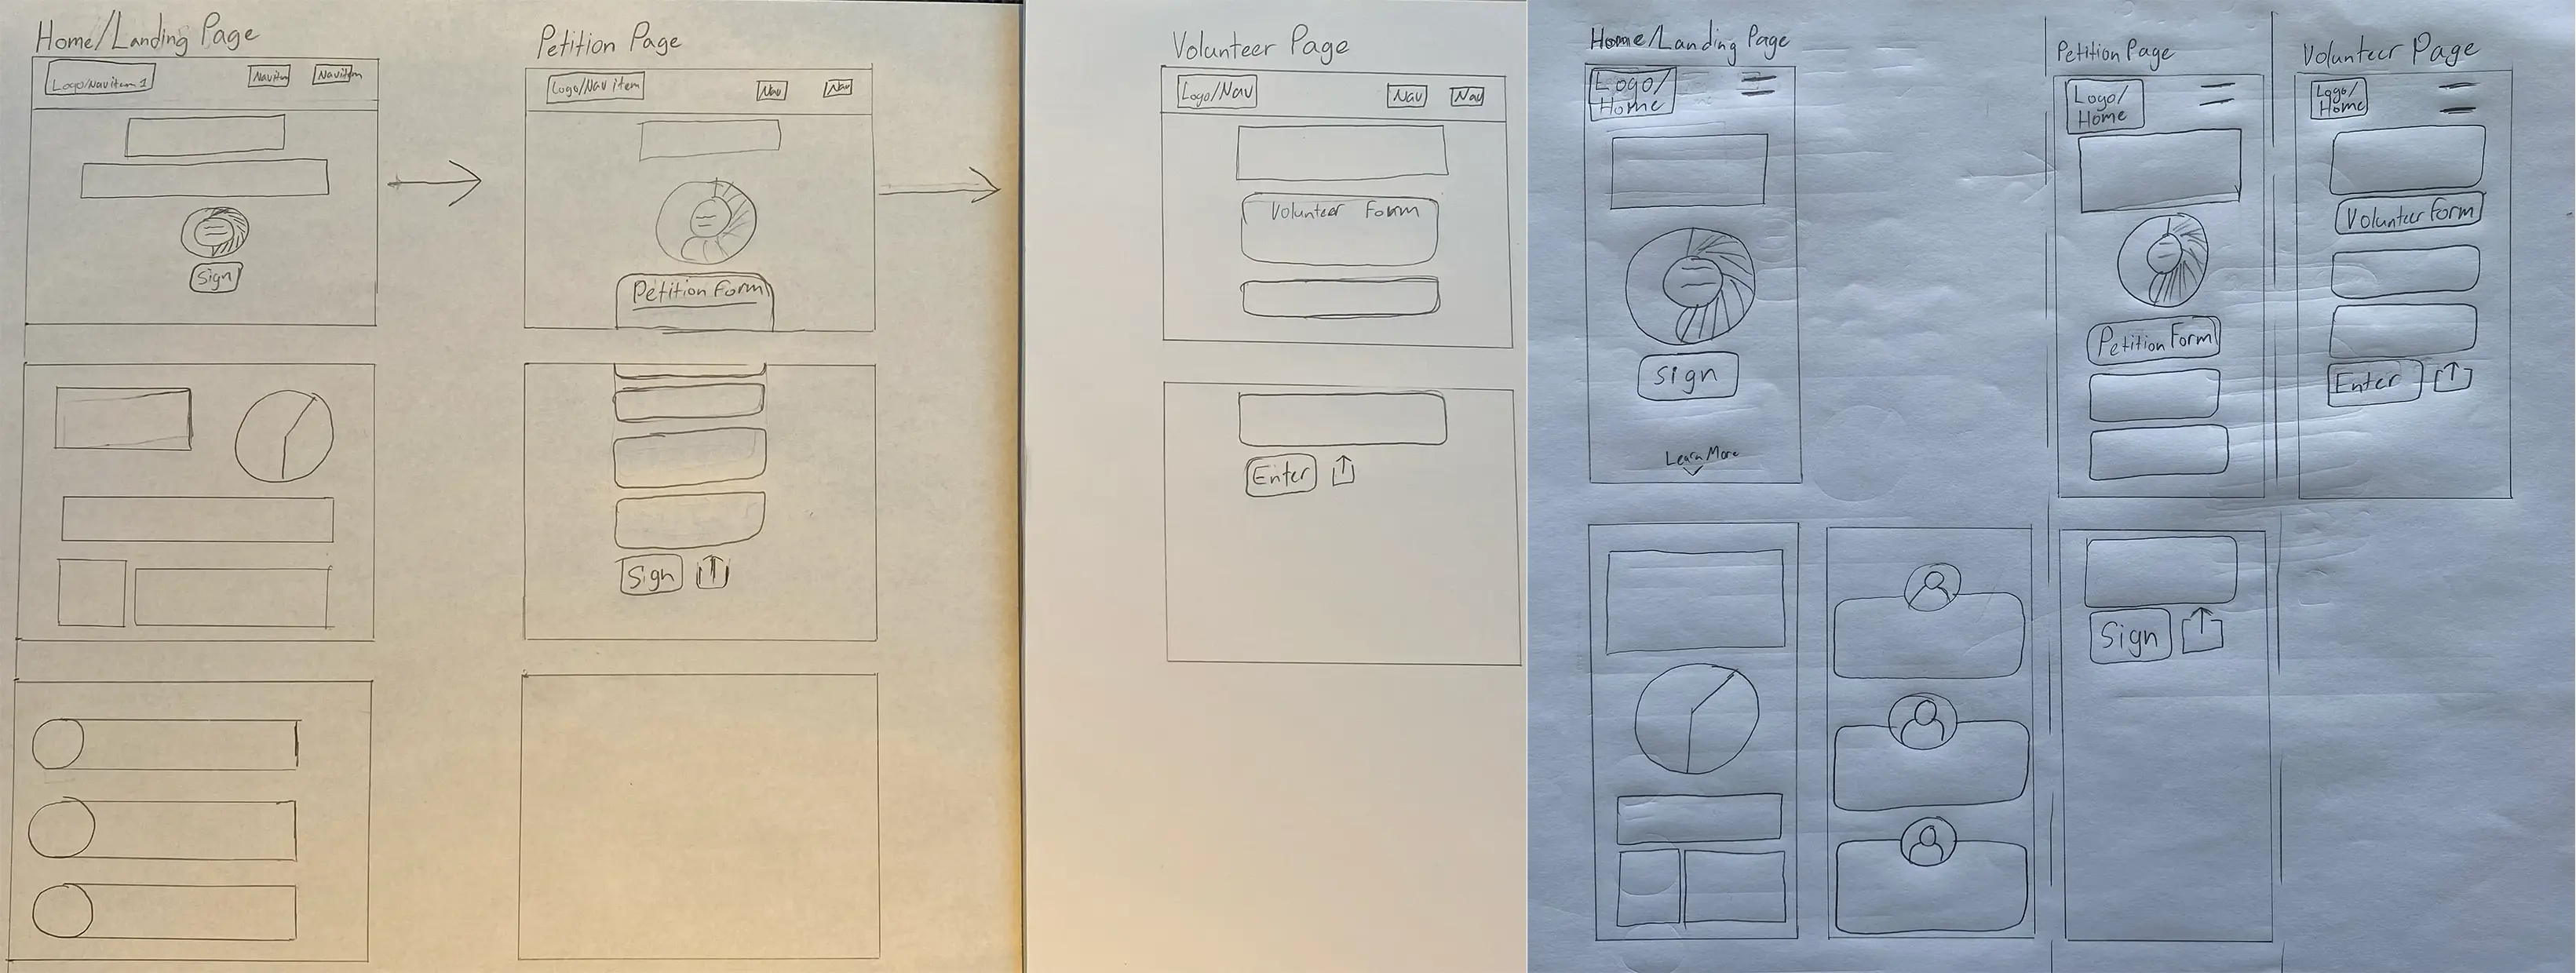 Home/Landing Page
Logo/Nav item 1
Nav item
Nav item
Sign
Petition Page
Logo/Nav item
Nav
Nav
Petition Form
Sign
Volunteer Page
Logo/Nav
Nav
Nav
Volunteer Form
Enter
Home/Landing Page
Logo/
Home
Sign
Learn More
Petition Page
Logo/
Home
Petition Form
Sign
Volunteer Page
Logo/
Home
Volunteer Form
Enter